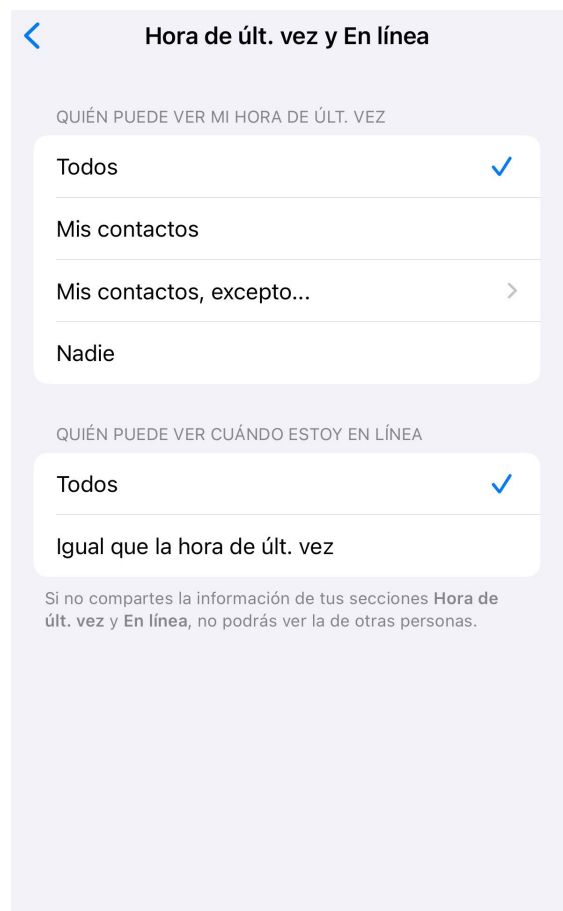 Hora de últ. vez y En línea
QUIÉN PUEDE VER MI HORA DE ÚLT. VEZ
Todos
Mis contactos
Mis contactos, excepto...
Nadie
QUIÉN PUEDE VER CUÁNDO ESTOY EN LÍNEA
Todos
Igual que la hora de últ. vez
Si no compartes la información de tus secciones Hora de
últ. vez y En línea, no podrás ver la de otras personas.